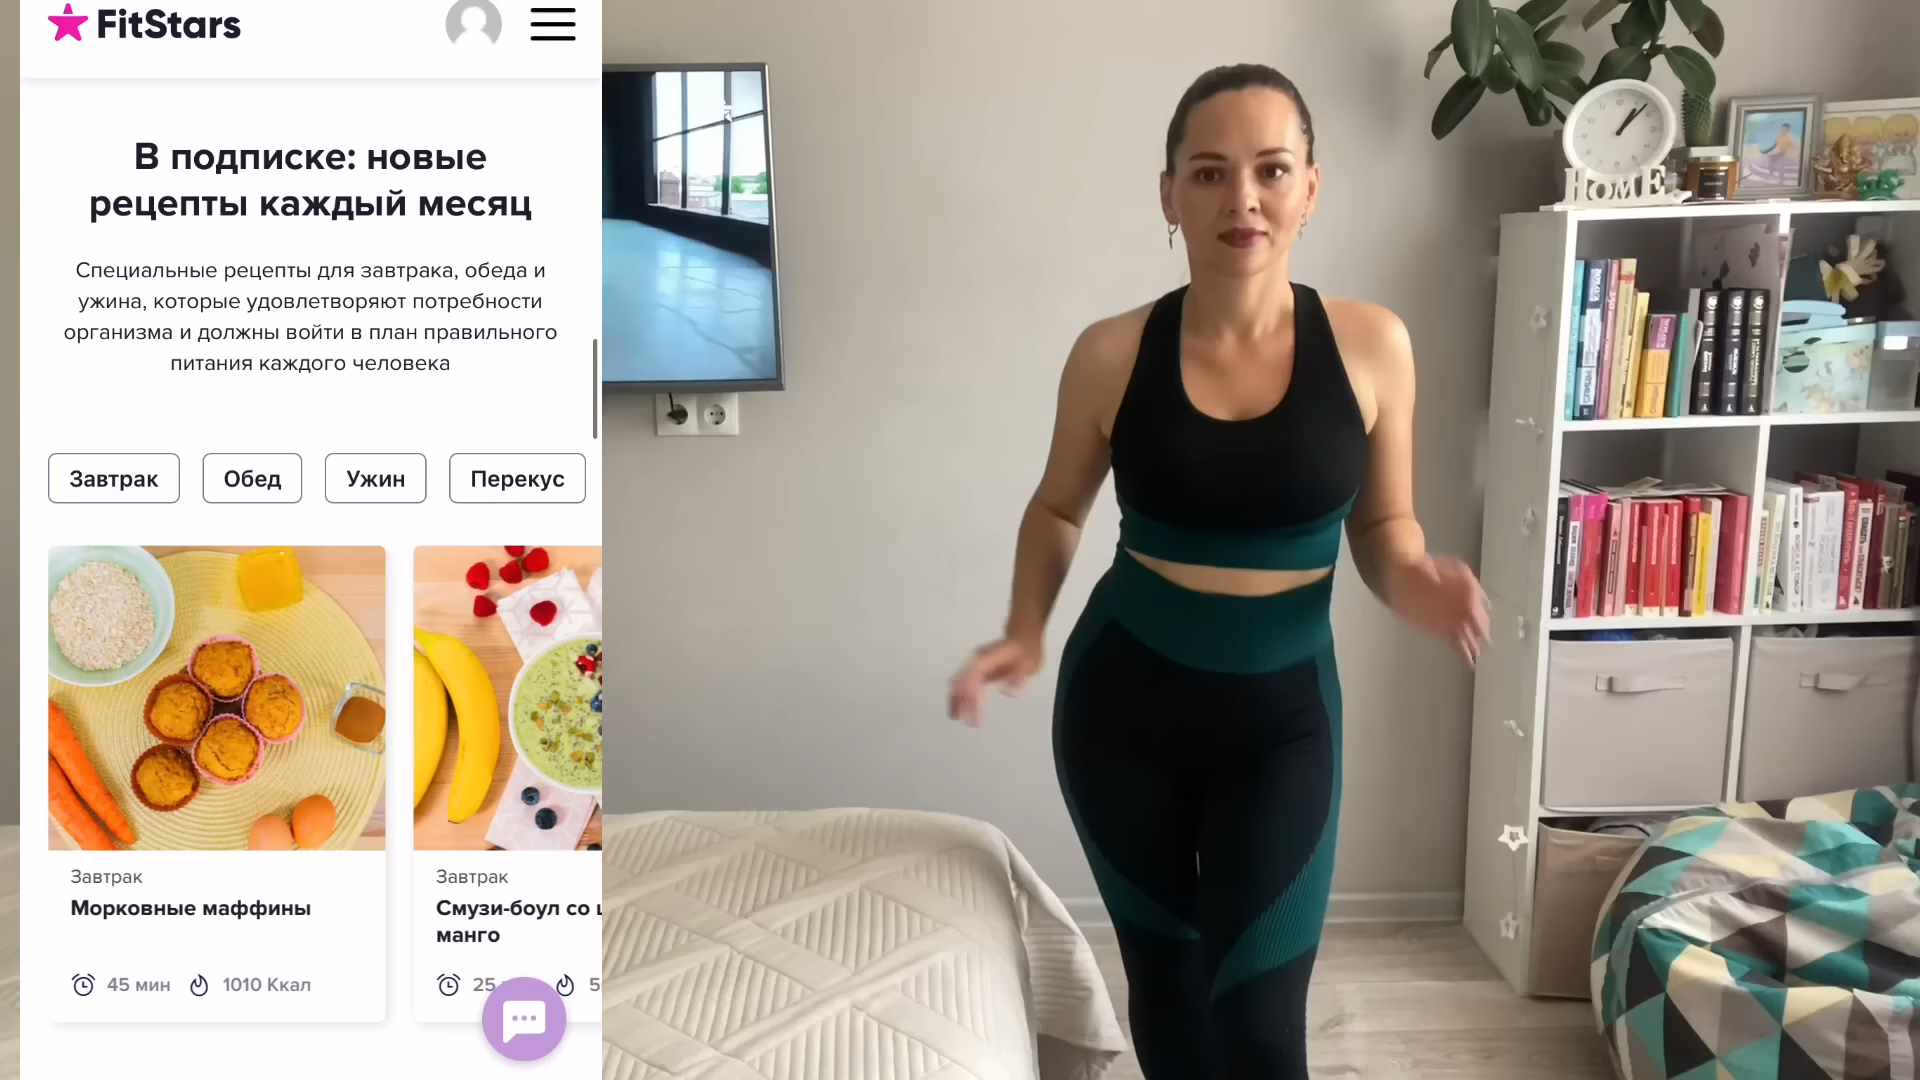 FitStars
В подписке: новые
рецепты каждый месяц
Специальные рецепты для завтрака, обеда и
ужина, которые удовлетворяют потребности
организма и должны войти в план правильного
питания каждого человека
Завтрак Обед Ужин Перекус
Завтрак
Морковные маффины
45 мин 1010 Ккал
Завтрак
Смузи-боул со
манго
25
HOME